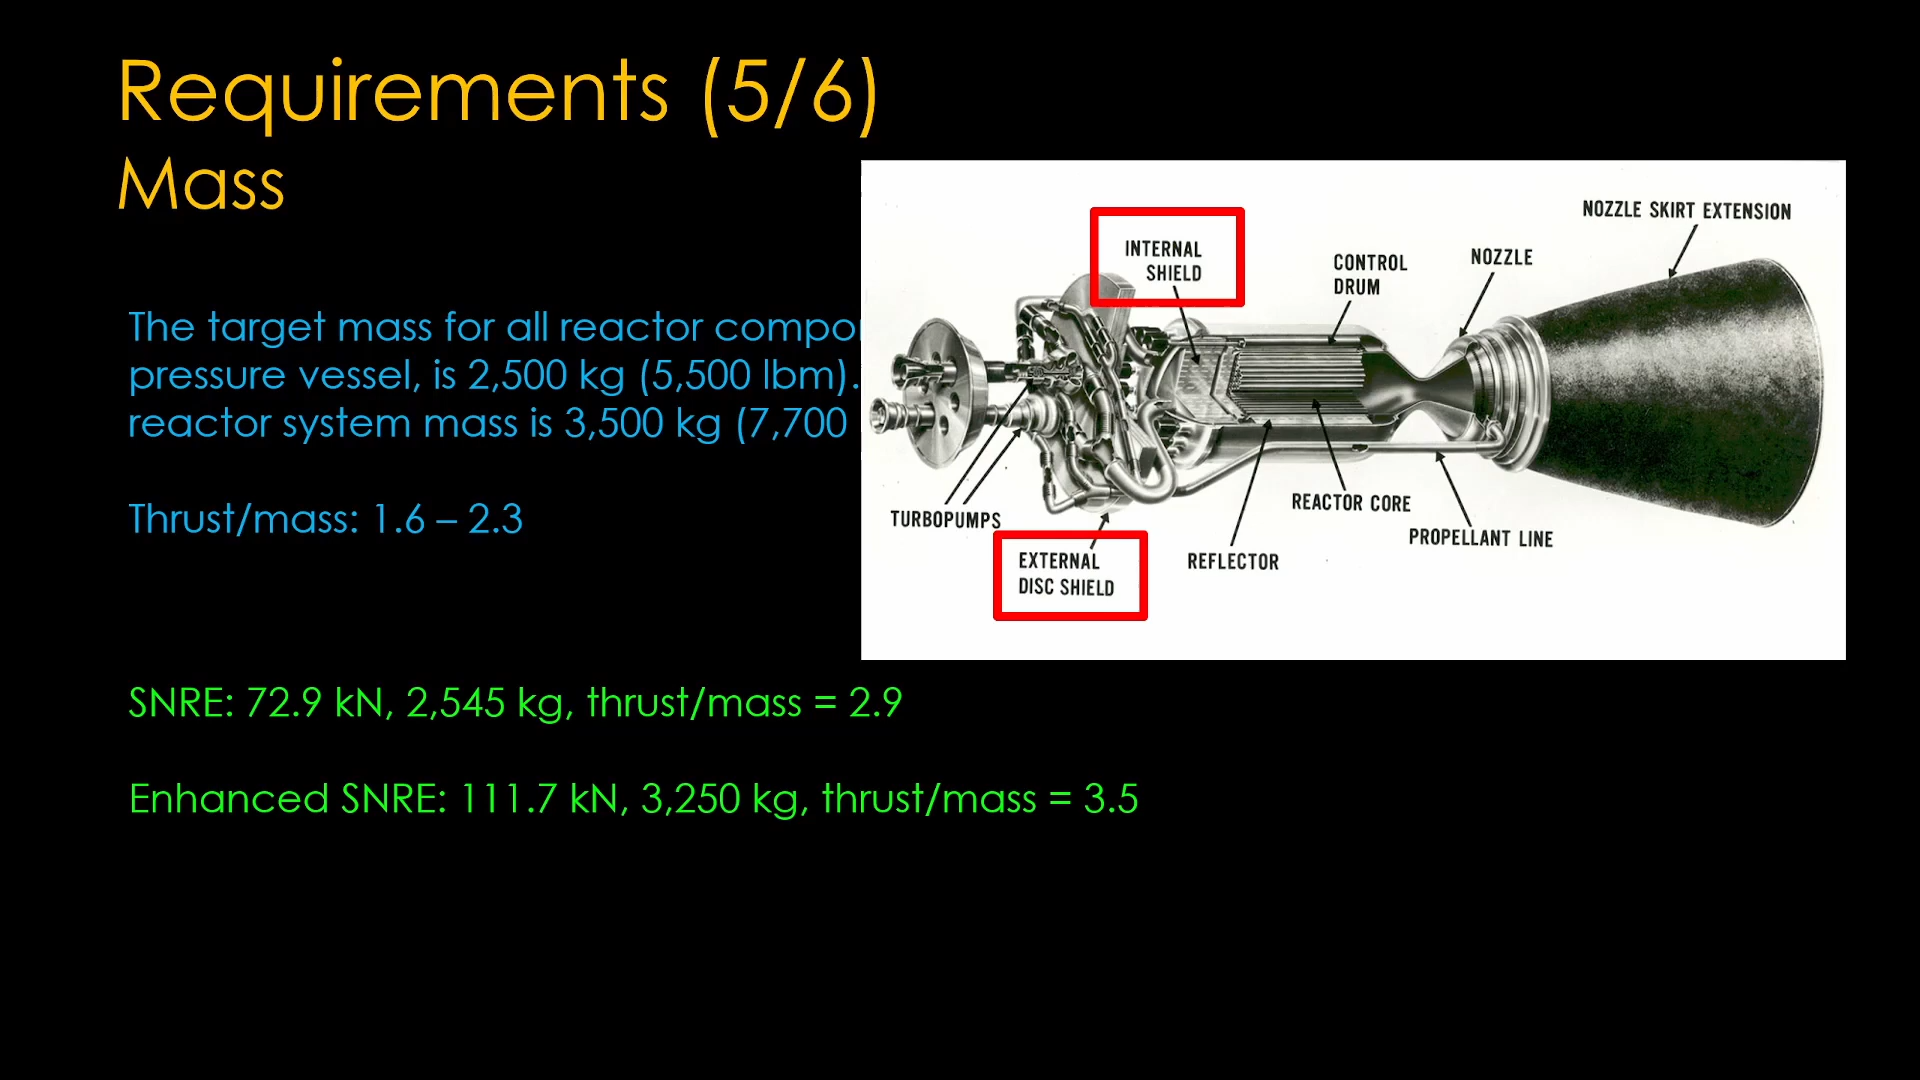 Requirements (5/6)
Mass
The target mass for all reactor
pressure vessel, is 2,500 kg (5,500 lbm).
reactor system mass is 3,500 kg (7,700
Thrust/mass: 1.6 – 2.3
INTERNAL
SHIELD
CONTROL
DRUM
NOZZLE
NOZZLE SKIRT EXTENSION
TURBOPUMPS
EXTERNAL
DISC SHIELD
REFLECTOR
REACTOR CORE
PROPELLANT LINE
SNRE: 72.9 kN, 2,545 kg, thrust/mass = 2.9
Enhanced SNRE: 111.7 kN, 3,250 kg, thrust/mass = 3.5